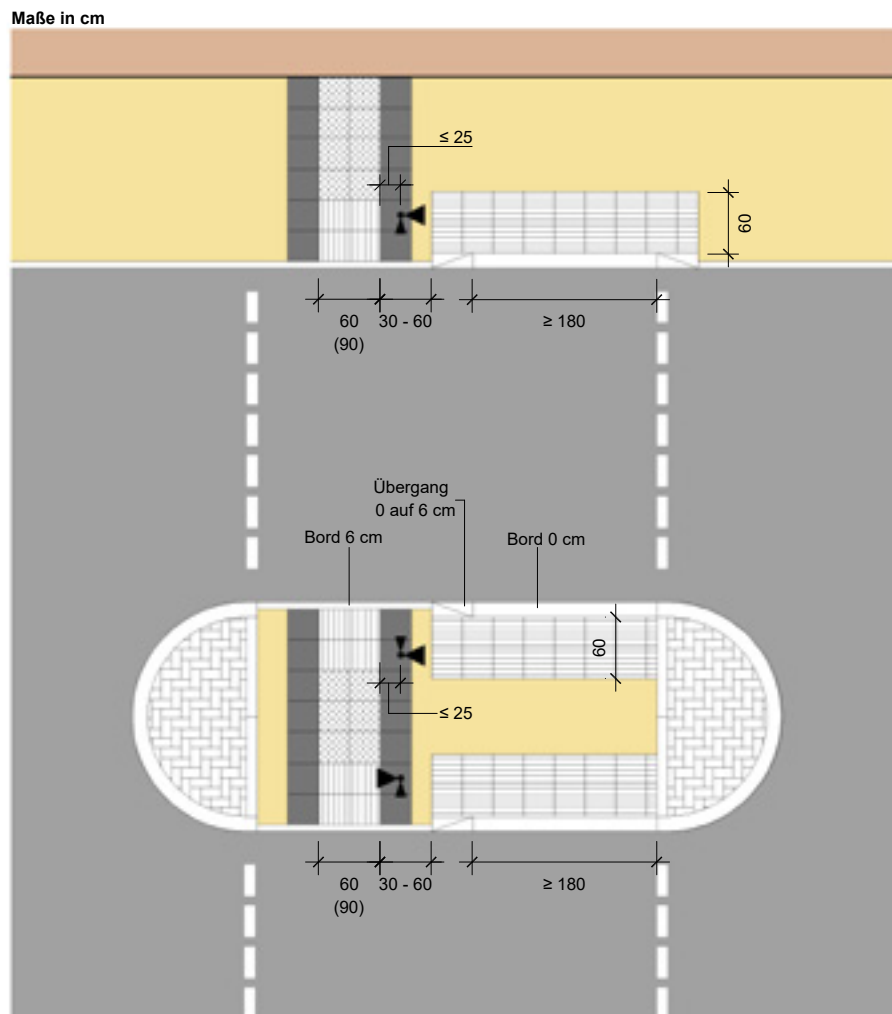 Maße in cm
≤ 25
60
60
(90)
30 - 60
≥ 180
Übergang
0 auf 6 cm
Bord 6 cm
Bord 0 cm
60
≤ 25
60
(90)
30 - 60
≥ 180